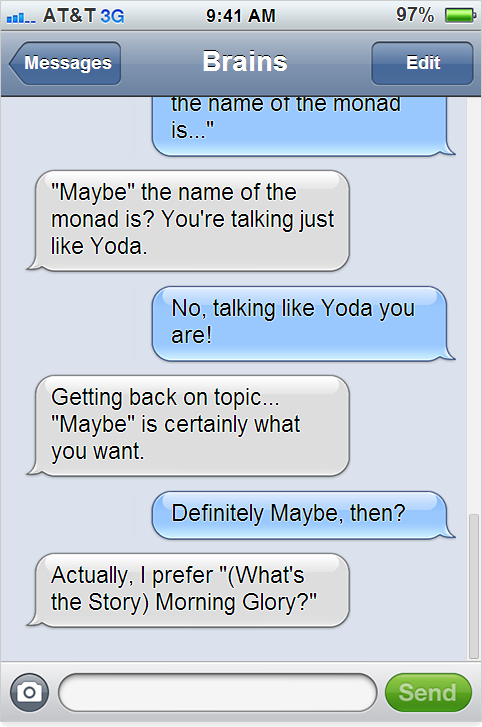 AT&T 3G 9:41 AM 97%
Messages Brains Edit
the name of the monad
is..."
"Maybe" the name of the
monad is? You're talking just
like Yoda.
No, talking like Yoda you
are!
Getting back on topic...
"Maybe" is certainly what
you want.
Definitely Maybe, then?
Actually, I prefer "(What's
the Story) Morning Glory?"
Send